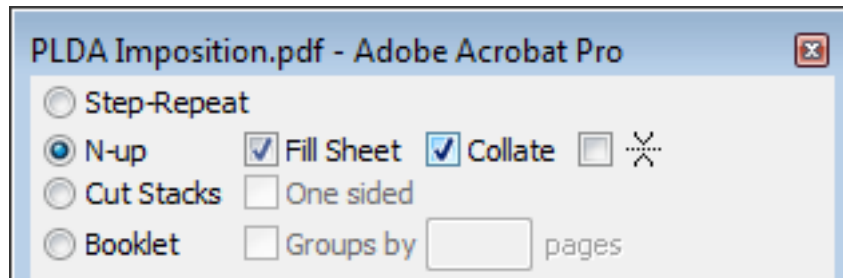 PLDA Imposition.pdf - Adobe Acrobat Pro
Step-Repeat
N-up Fill Sheet Collate
Cut Stacks One sided
Booklet Groups by pages